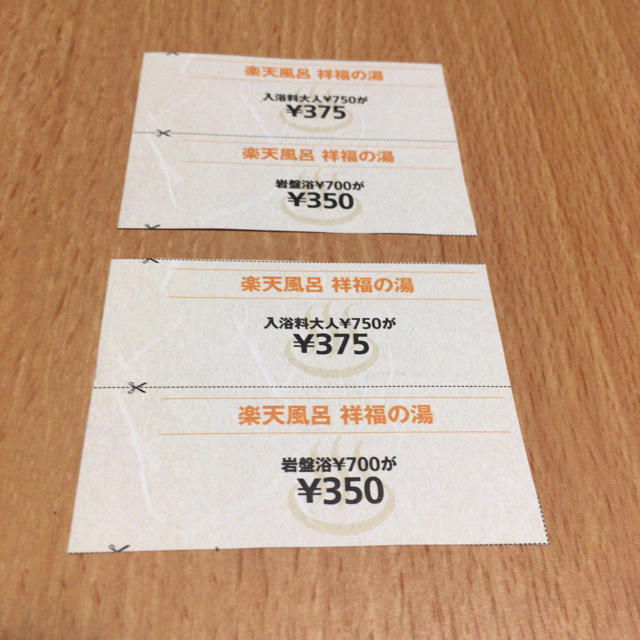 楽天風呂 祥福の湯
入浴料大人¥750が
¥375
楽天風呂 祥福の湯
岩盤浴¥700が
¥350
楽天風呂 祥福の湯
入浴料大人¥750が
¥375
楽天風呂 祥福の湯
岩盤浴¥700が
¥350